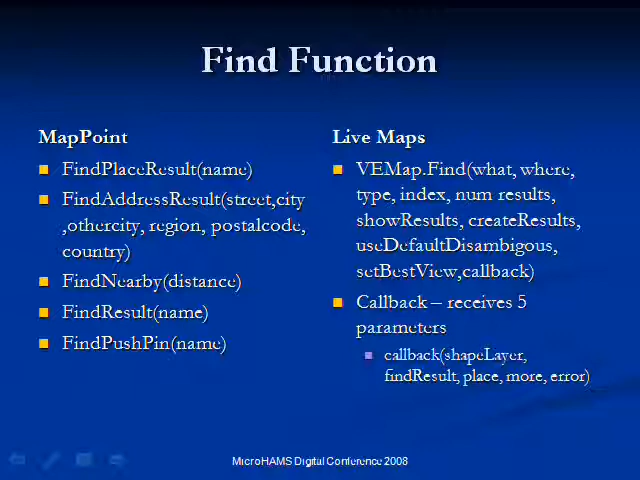 Find Function
MapPoint
FindPlaceResult(name)
FindAddressResult(street,city
,othercity, region, postalcode,
country)
FindNearby(distance)
FindResult(name)
FindPushPin(name)
Live Maps
VEMap.Find(what, where,
type, index, num results,
showResults, createResults,
useDefaultDisambigous,
setBestView,callback)
Callback – receives 5
parameters
callback(shapeLayer,
findResult, place, more, error)
MicroHAMS Digital Conference 2008